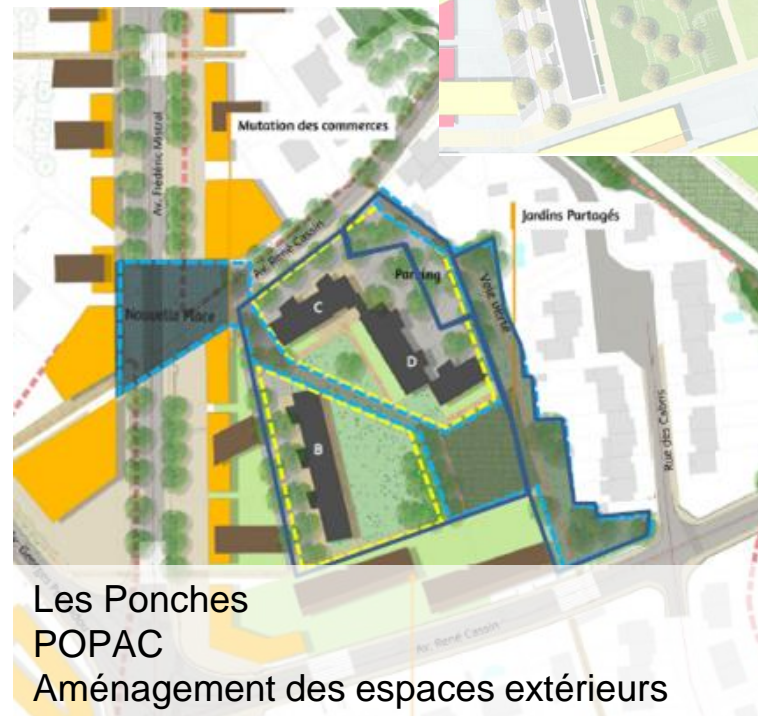 Mutation des commerces
Av. Frédéric Mistral
Av. René Cassin
Jardins Partagés
Parking
Voie Verte
Nouvelle Place
C
D
B
Rue des Cabris
Av. René Cassin
Les Ponches
POPAC
Aménagement des espaces extérieurs